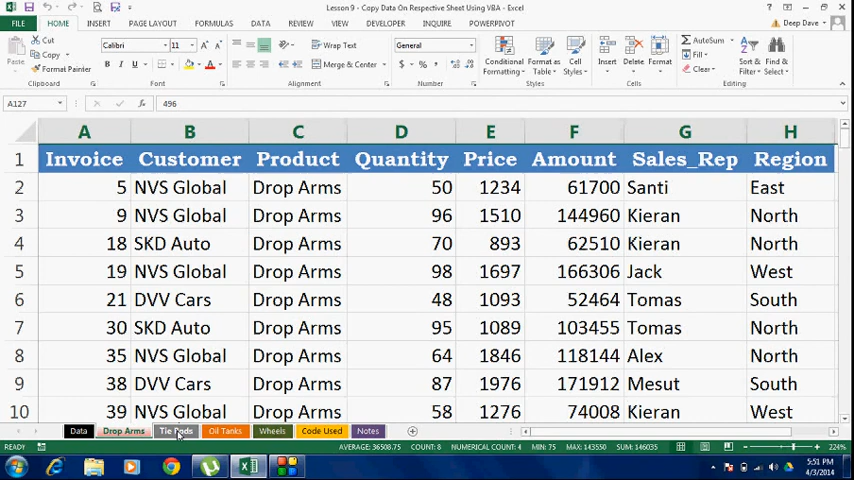 Lesson 9 - Copy Data On Respective Sheet Using VBA - Excel
FILE HOME INSERT PAGE LAYOUT FORMULAS DATA REVIEW VIEW DEVELOPER INQUIRE POWERPIVOT Deep Dave
Cut Calibri 11 Wrap Text General AutoSum
Copy Fill
Paste Format Painter B I U Merge & Center $ % , Conditional Formatting Format as Table Cell Styles Insert Delete Format Clear Sort & Filter Find & Select
Clipboard Font Alignment Number Styles Cells Editing
A127 fx 496
A B C D E F G H
1 Invoice Customer Product Quantity Price Amount Sales_Rep Region
2 5 NVS Global Drop Arms 50 1234 61700 Santi East
3 9 NVS Global Drop Arms 96 1510 144960 Kieran North
4 18 SKD Auto Drop Arms 70 893 62510 Kieran North
5 19 NVS Global Drop Arms 98 1697 166306 Jack West
6 21 DVV Cars Drop Arms 48 1093 52464 Tomas South
7 30 SKD Auto Drop Arms 95 1089 103455 Tomas North
8 35 NVS Global Drop Arms 64 1846 118144 Alex North
9 38 DVV Cars Drop Arms 87 1976 171912 Mesut South
10 39 NVS Global Drop Arms 58 1276 74008 Kieran West
Data Drop Arms Tie Rods Oil Tanks Wheels Code Used Notes
READY AVERAGE: 36508.75 COUNT: 8 NUMERICAL COUNT: 4 MIN: 75 MAX: 143550 SUM: 146035 224%
5:51 PM
4/3/2014